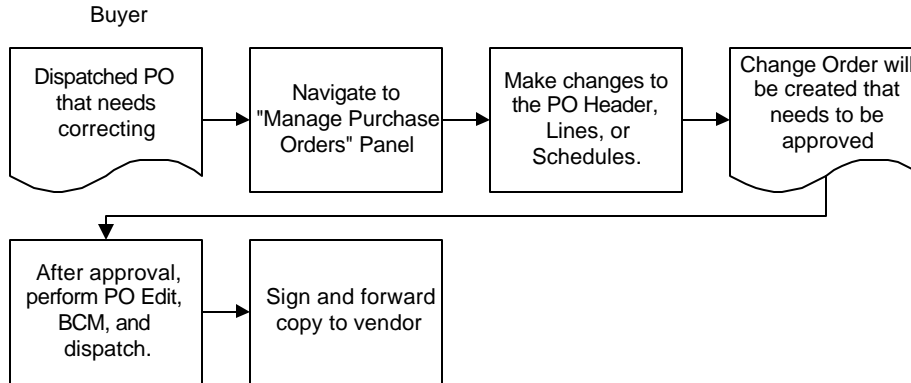 Buyer
Dispatched PO
that needs
correcting
Navigate to
"Manage Purchase
Orders" Panel
Make changes to
the PO Header,
Lines, or
Schedules.
Change Order will
be created that
needs to be
approved
After approval,
perform PO Edit,
BCM, and
dispatch.
Sign and forward
copy to vendor